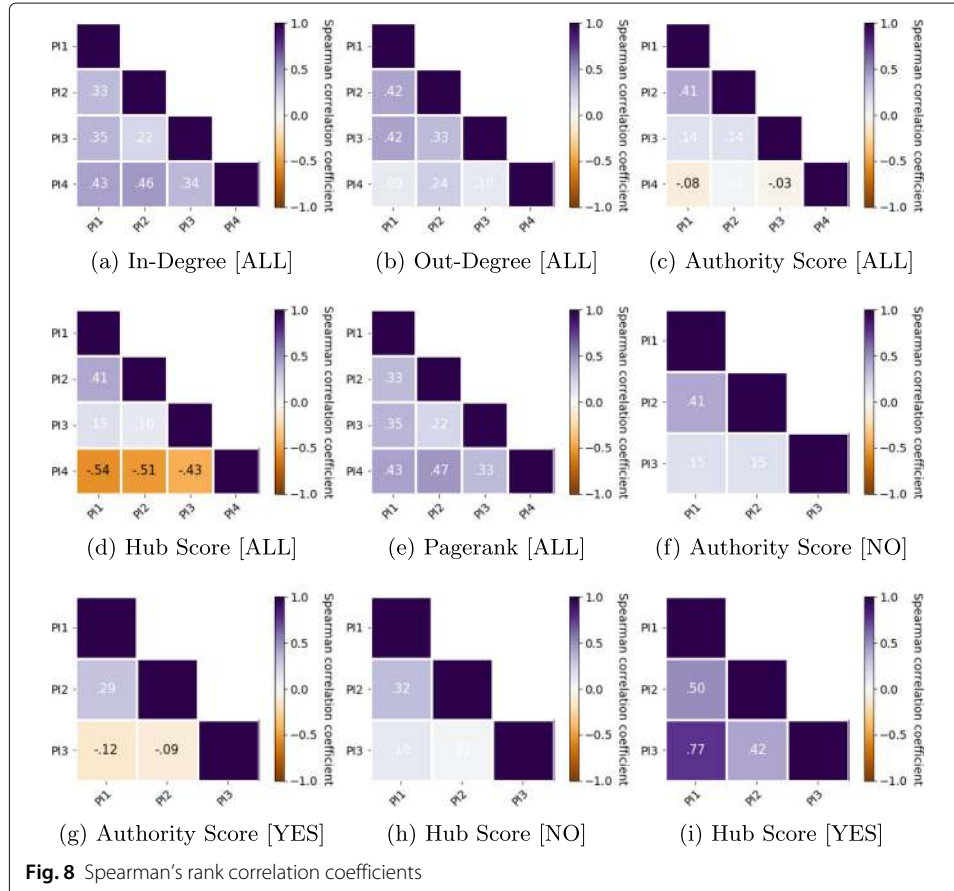 1.0
1.0
1.0
PI1
PI1
PI1
0.5
0.5
0.5
PI2 .33
PI2 .42
PI2 .41
0.0
0.0
0.0
PI3 .35 .22
PI3 .42 .33
PI3 .14 .14
−0.5
−0.5
−0.5
PI4 .43 .46 .34
PI4 .24
PI4 -.08 -.03
−1.0
−1.0
−1.0
PI1 PI2 PI3 PI4
PI1 PI2 PI3 PI4
PI1 PI2 PI3 PI4
Spearman correlation coefficient
Spearman correlation coefficient
Spearman correlation coefficient
(a) In-Degree [ALL]
(b) Out-Degree [ALL]
(c) Authority Score [ALL]
1.0
1.0
1.0
PI1
PI1
PI1
0.5
0.5
0.5
PI2 .41
PI2 .33
PI2 .41
0.0
0.0
0.0
PI3 .15 .10
PI3 .35 .22
PI3 .15 .15
−0.5
−0.5
−0.5
PI4 -.54 -.51 -.43
PI4 .43 .47 .33
−1.0
−1.0
−1.0
PI1 PI2 PI3 PI4
PI1 PI2 PI3 PI4
PI1 PI2 PI3
Spearman correlation coefficient
Spearman correlation coefficient
Spearman correlation coefficient
(d) Hub Score [ALL]
(e) Pagerank [ALL]
(f) Authority Score [NO]
1.0
1.0
1.0
PI1
PI1
PI1
0.5
0.5
0.5
PI2 .29
PI2 .32
PI2 .50
0.0
0.0
0.0
PI3 -.12 -.09
PI3 .10
PI3 .77 .42
−0.5
−0.5
−0.5
−1.0
−1.0
−1.0
PI1 PI2 PI3
PI1 PI2 PI3
PI1 PI2 PI3
Spearman correlation coefficient
Spearman correlation coefficient
Spearman correlation coefficient
(g) Authority Score [YES]
(h) Hub Score [NO]
(i) Hub Score [YES]
Fig. 8 Spearman's rank correlation coefficients